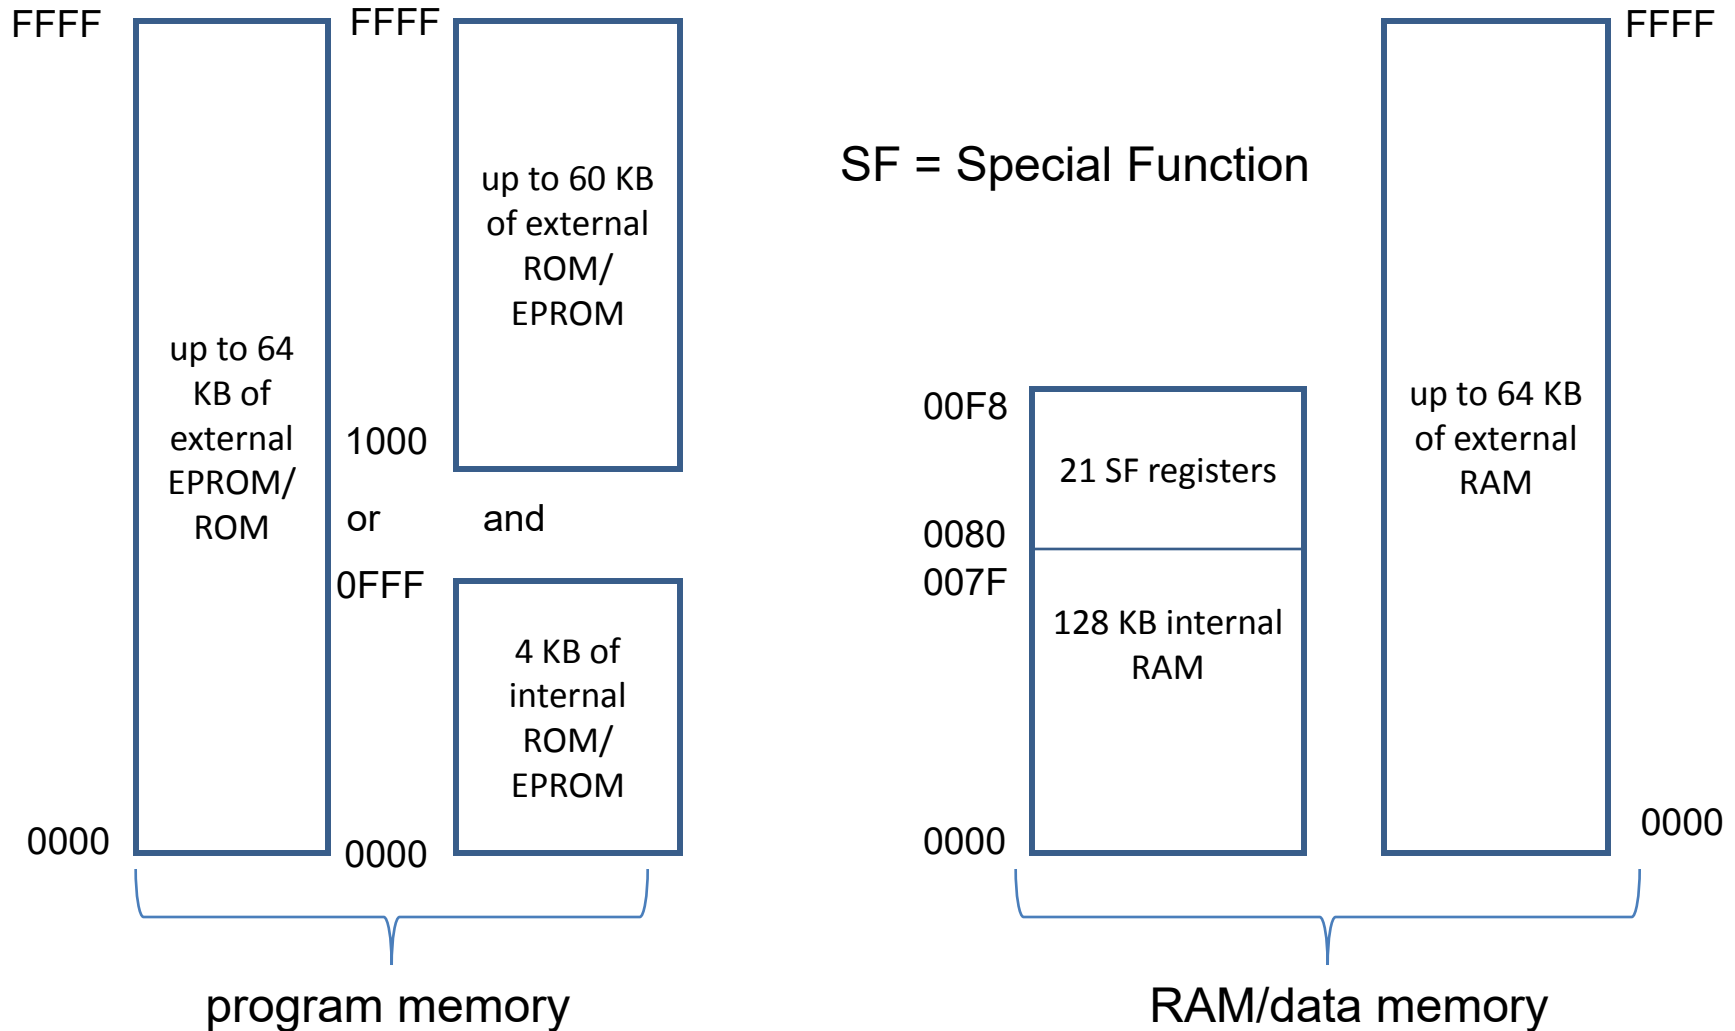 FFFF
up to 64
KB of
external
EPROM/
ROM
0000
FFFF
up to 60 KB
of external
ROM/
EPROM
1000
or
and
0FFF
4 KB of
internal
ROM/
EPROM
0000
program memory
SF = Special Function
00F8
21 SF registers
0080
007F
128 KB internal
RAM
0000
FFFF
up to 64 KB
of external
RAM
0000
RAM/data memory